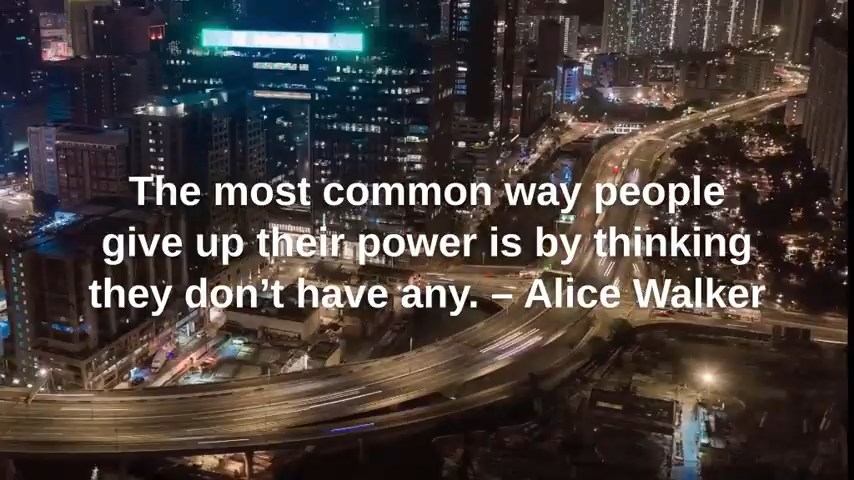 The most common way people
give up their power is by thinking
they don’t have any. – Alice Walker